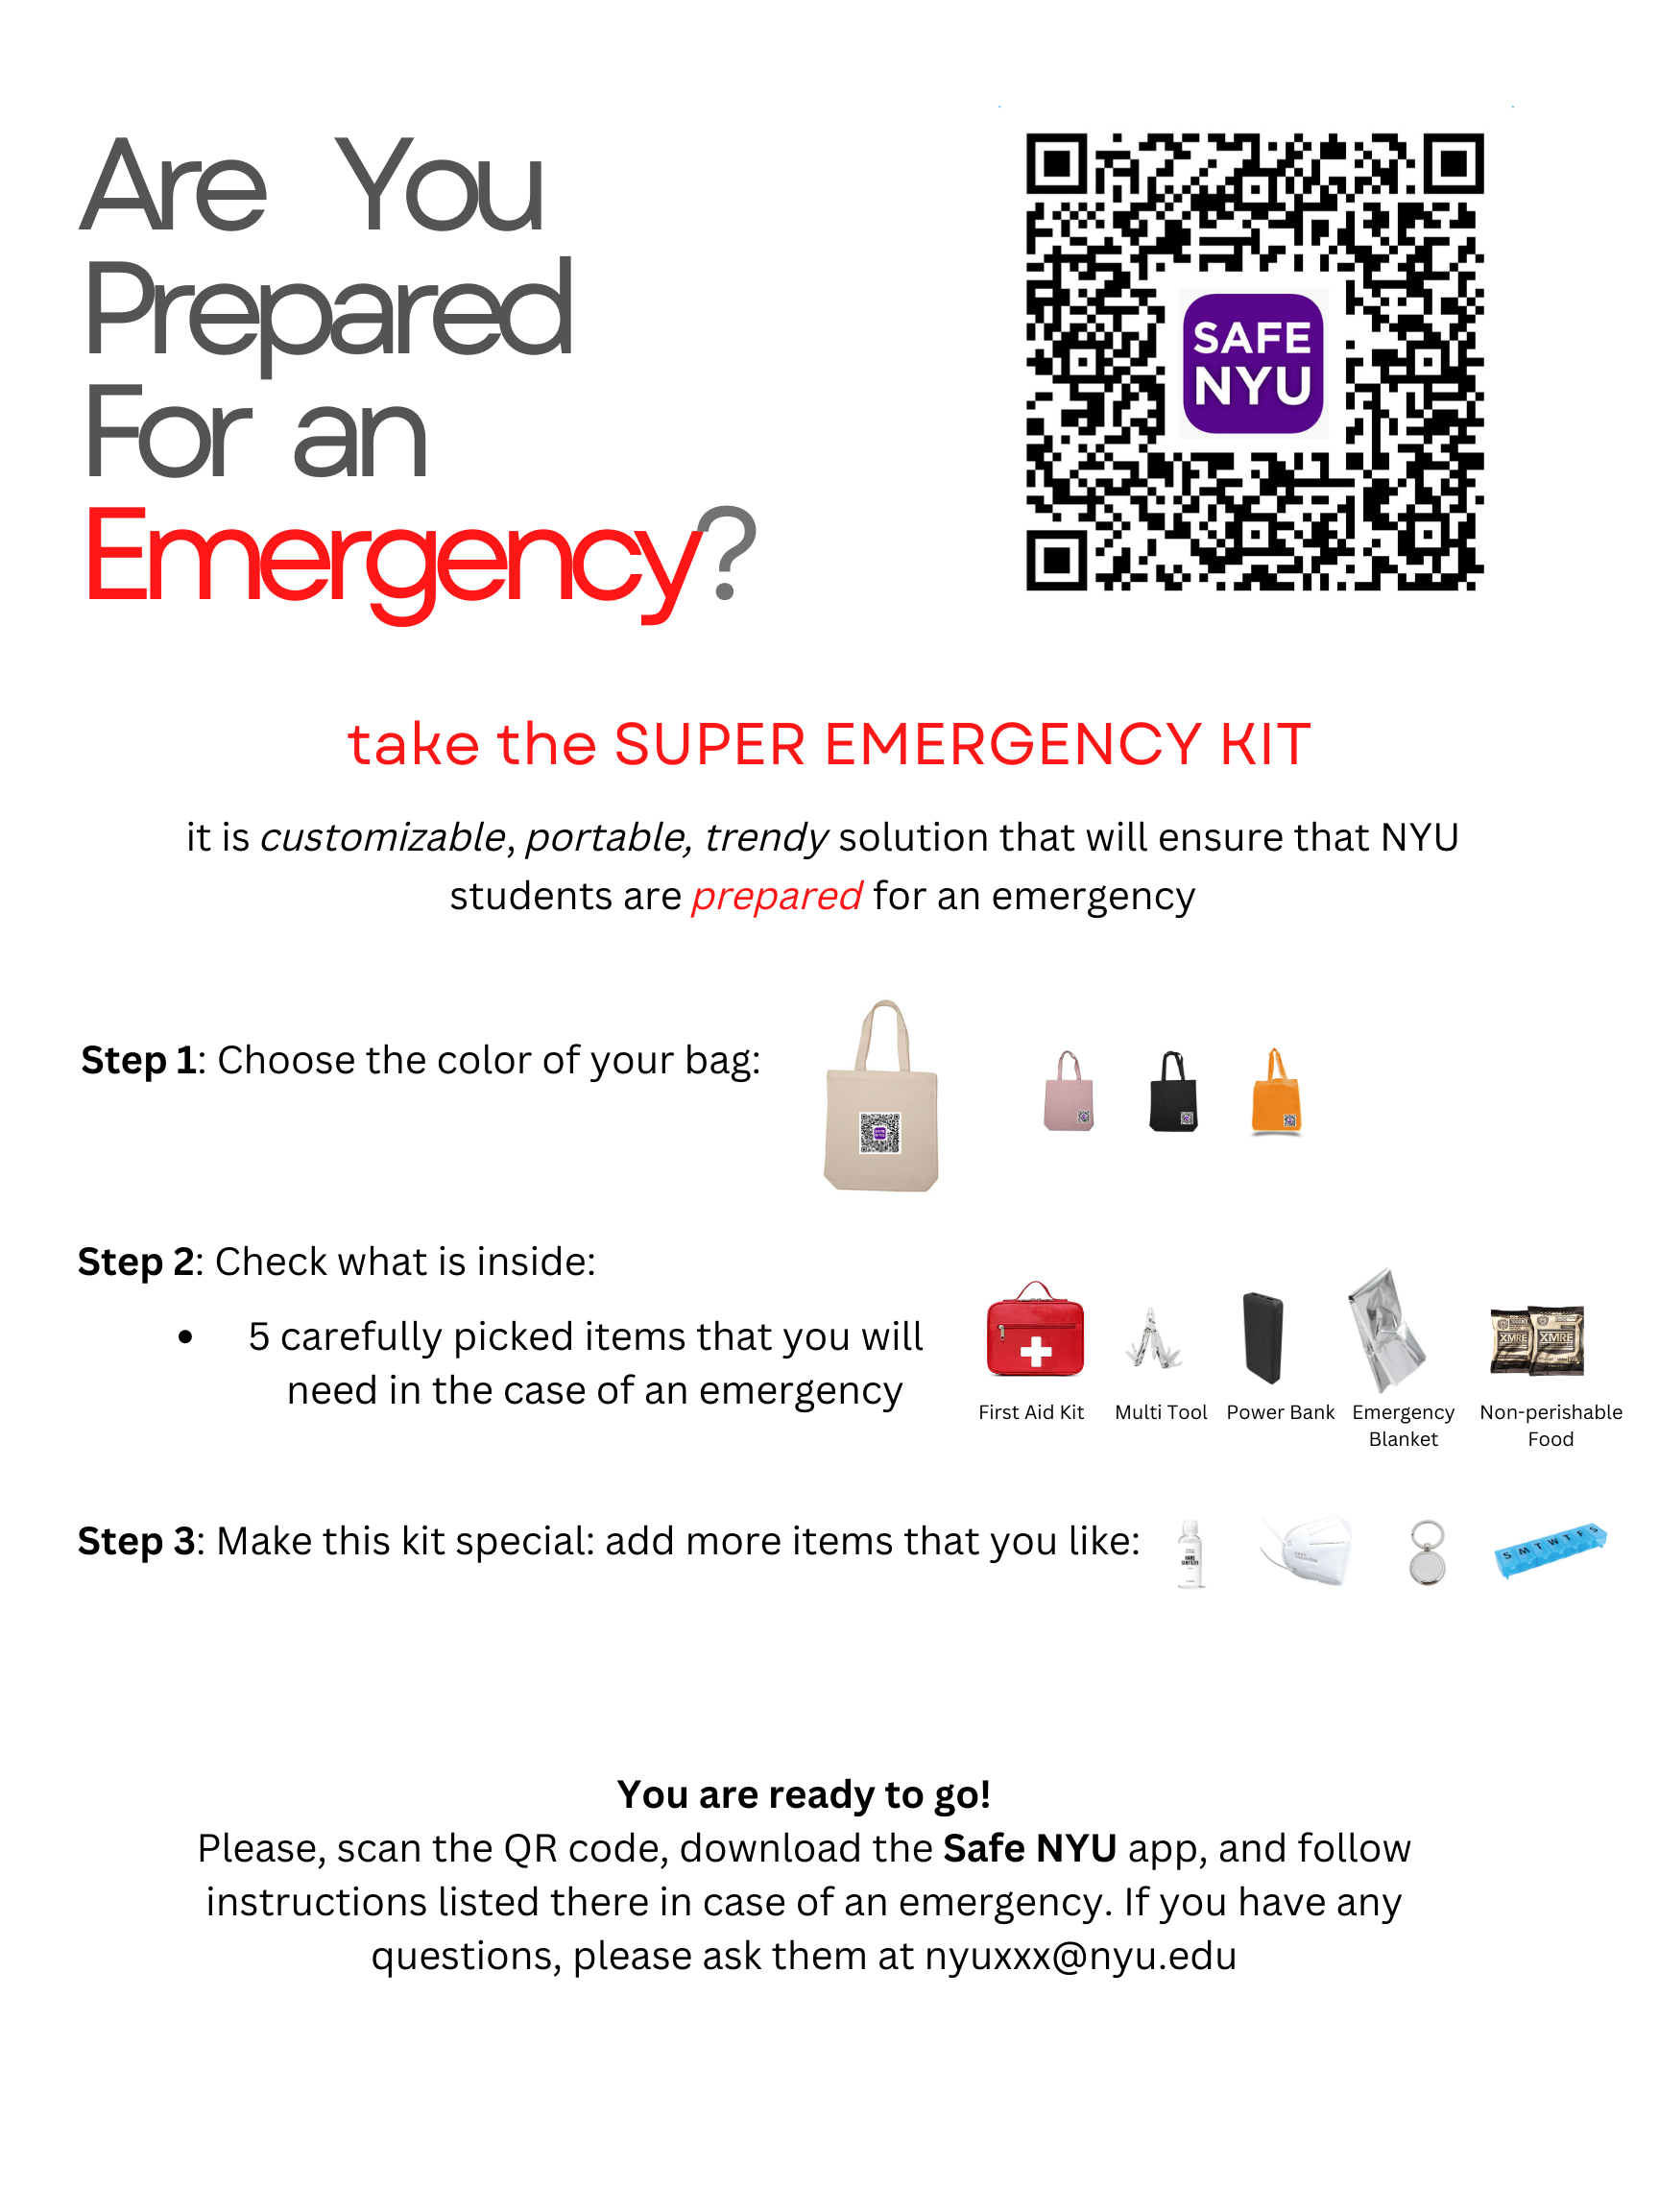 Are You
Prepared
For an
Emergency?
SAFE
NYU
take the SUPER EMERGENCY KIT
it is customizable, portable, trendy solution that will ensure that NYU
students are prepared for an emergency
Step 1: Choose the color of your bag:
Step 2: Check what is inside:
• 5 carefully picked items that you will
need in the case of an emergency
XMRE XMRE
First Aid Kit Multi Tool Power Bank Emergency Non-perishable
Blanket Food
Step 3: Make this kit special: add more items that you like:
HAND
SANITIZER
S M T W T F S
You are ready to go!
Please, scan the QR code, download the Safe NYU app, and follow
instructions listed there in case of an emergency. If you have any
questions, please ask them at nyuxxx@nyu.edu